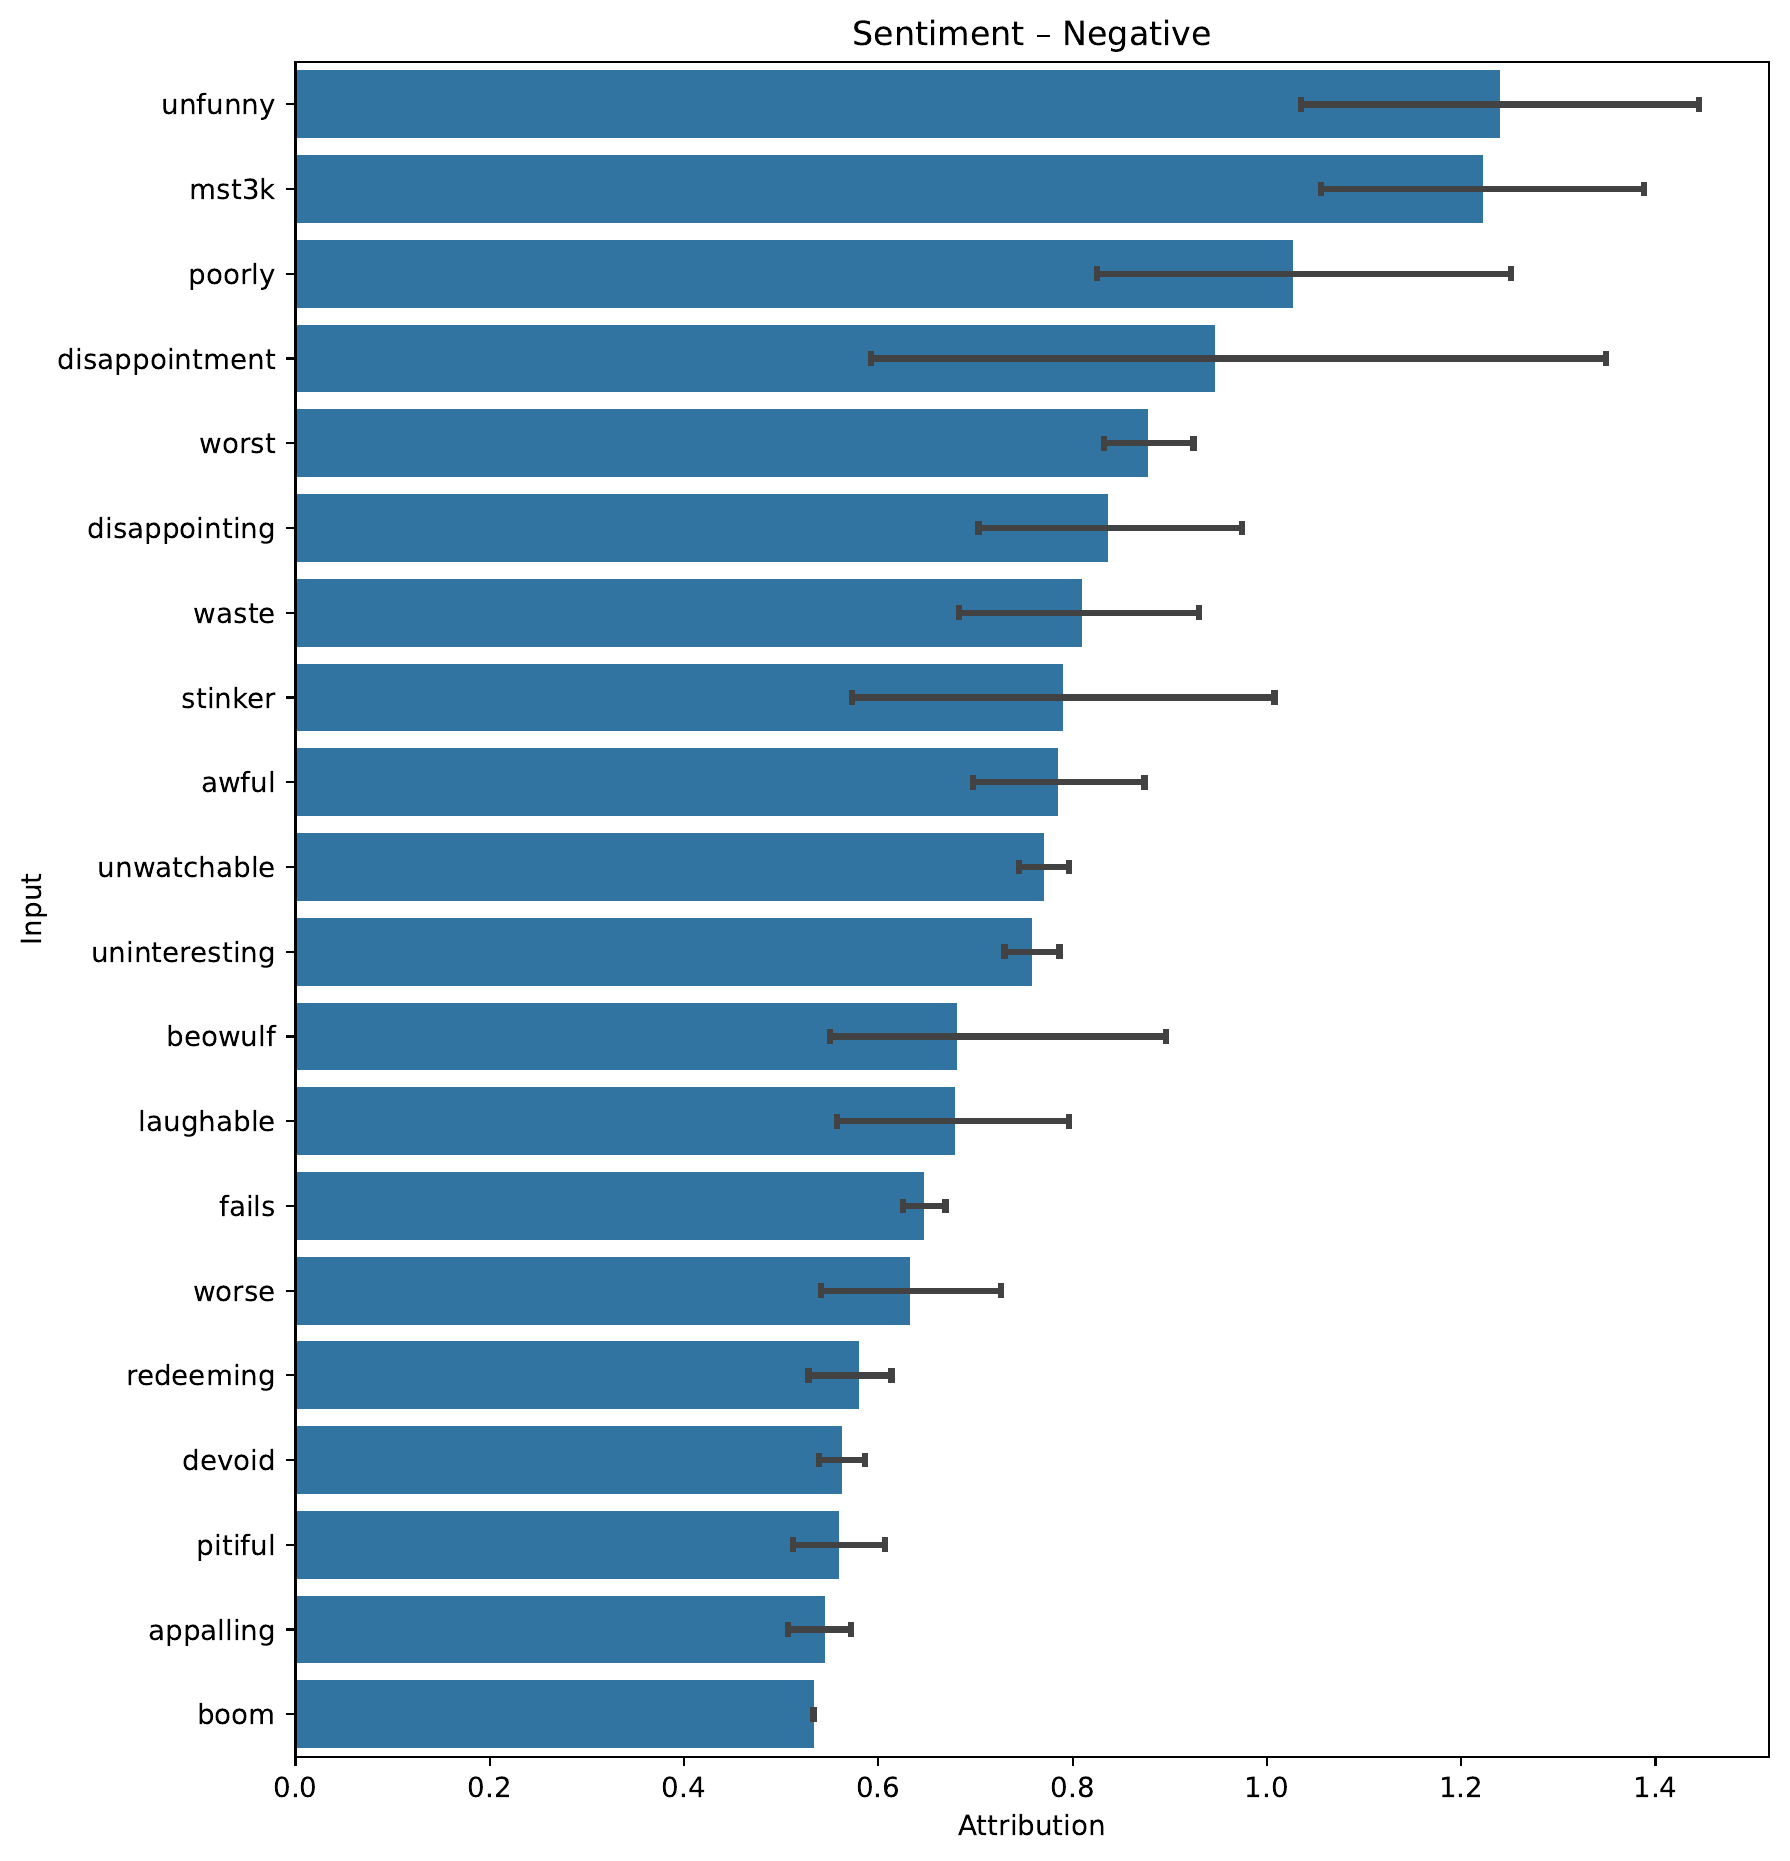 Sentiment – Negative
unfunny
mst3k
poorly
disappointment
worst
disappointing
waste
stinker
awful
unwatchable
uninteresting
beowulf
laughable
fails
worse
redeeming
devoid
pitiful
appalling
boom
Input
0.0 0.2 0.4 0.6 0.8 1.0 1.2 1.4
Attribution